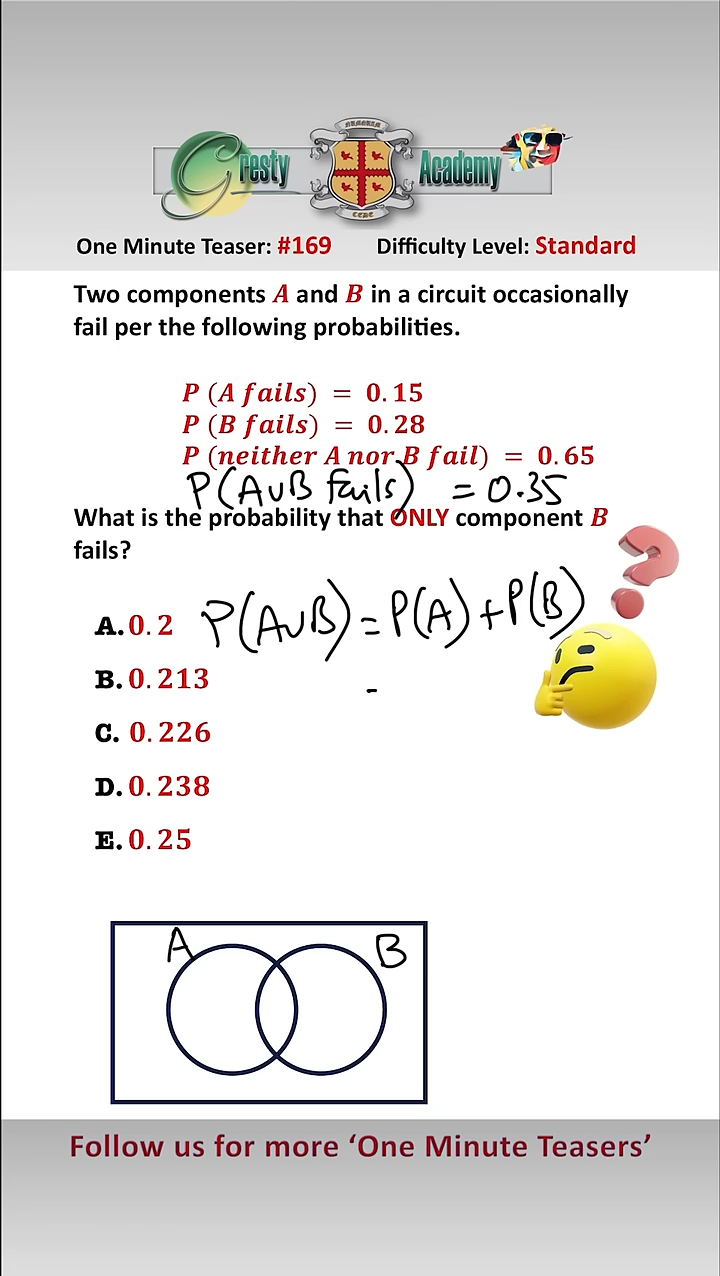 NUMQUAM
Gresty Academy
CEDE
One Minute Teaser: #169 Difficulty Level: Standard
Two components A and B in a circuit occasionally
fail per the following probabilities.
P (A fails) = 0.15
P (B fails) = 0.28
P (neither A nor B fail) = 0.65
P(A∪B fails) = 0.35
What is the probability that ONLY component B
fails?
A. 0.2
P(A∪B) = P(A) + P(B)
-
B. 0.213
C. 0.226
D. 0.238
E. 0.25
A B
Follow us for more ‘One Minute Teasers’